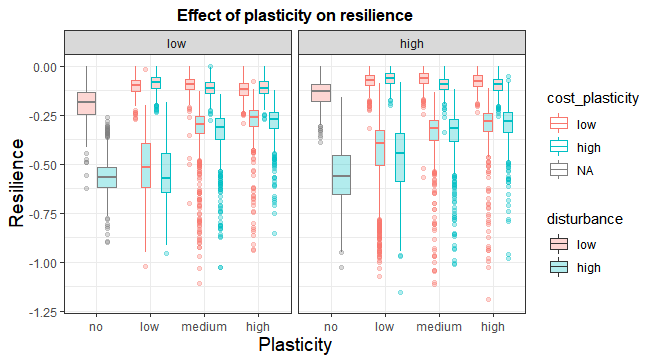 Effect of plasticity on resilience
low high
Resilience
0.00
-0.25
-0.50
-0.75
-1.00
-1.25
no low medium high no low medium high
Plasticity
cost_plasticity
low
high
NA
disturbance
low
high